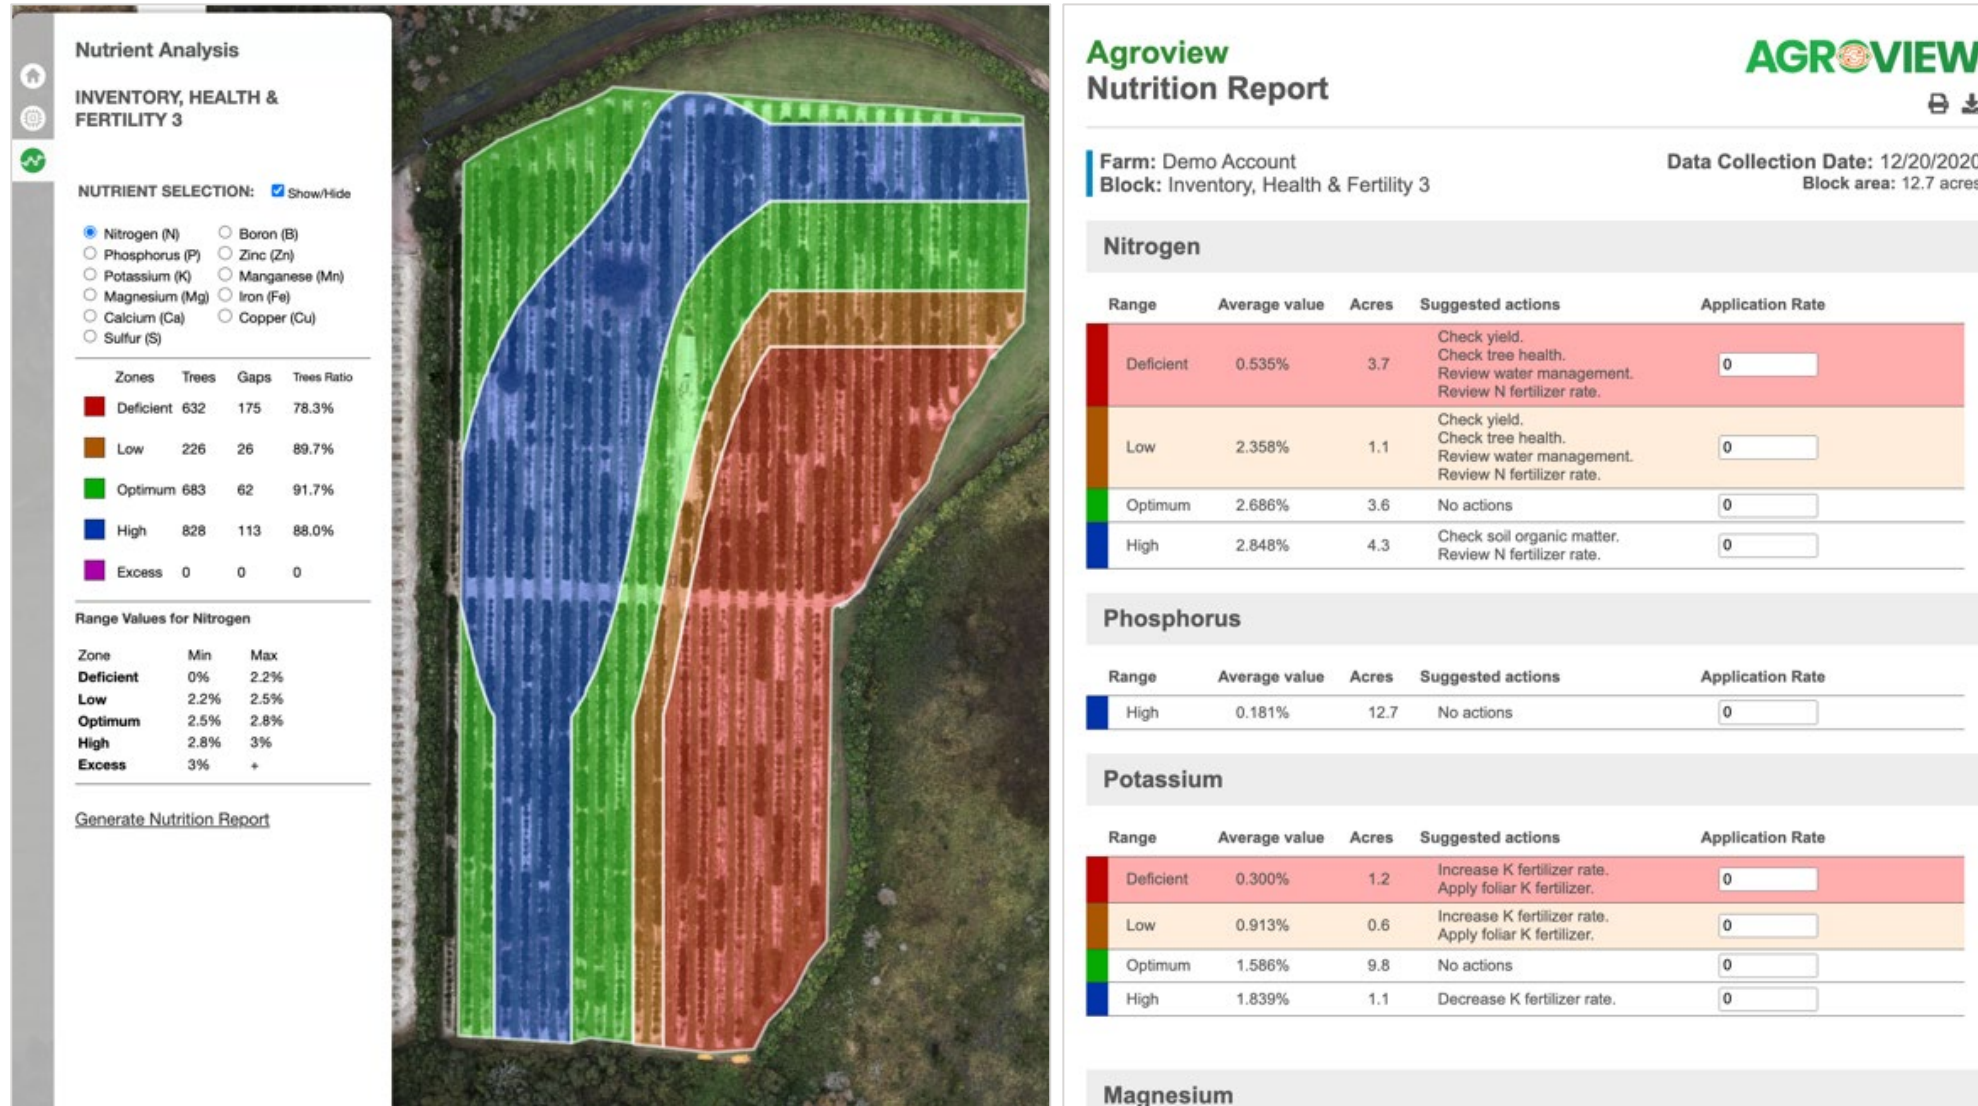 Nutrient Analysis
INVENTORY, HEALTH &
FERTILITY 3
NUTRIENT SELECTION: Show/Hide
Nitrogen (N) Boron (B)
Phosphorus (P) Zinc (Zn)
Potassium (K) Manganese (Mn)
Magnesium (Mg) Iron (Fe)
Calcium (Ca) Copper (Cu)
Sulfur (S)
Zones Trees Gaps Trees Ratio
Deficient 632 175 78.3%
Low 226 26 89.7%
Optimum 683 62 91.7%
High 828 113 88.0%
Excess 0 0 0
Range Values for Nitrogen
Zone Min Max
Deficient 0% 2.2%
Low 2.2% 2.5%
Optimum 2.5% 2.8%
High 2.8% 3%
Excess 3% +
Generate Nutrition Report
Agroview
Nutrition Report
AGROVIEW
Farm: Demo Account
Block: Inventory, Health & Fertility 3
Data Collection Date: 12/20/2020
Block area: 12.7 acres
Nitrogen
Range Average value Acres Suggested actions Application Rate
Deficient 0.535% 3.7 Check yield. 0
Check tree health.
Review water management.
Review N fertilizer rate.
Low 2.358% 1.1 Check yield. 0
Check tree health.
Review water management.
Review N fertilizer rate.
Optimum 2.686% 3.6 No actions 0
High 2.848% 4.3 Check soil organic matter. 0
Review N fertilizer rate.
Phosphorus
Range Average value Acres Suggested actions Application Rate
High 0.181% 12.7 No actions 0
Potassium
Range Average value Acres Suggested actions Application Rate
Deficient 0.300% 1.2 Increase K fertilizer rate. 0
Apply foliar K fertilizer.
Low 0.913% 0.6 Increase K fertilizer rate. 0
Apply foliar K fertilizer.
Optimum 1.586% 9.8 No actions 0
High 1.839% 1.1 Decrease K fertilizer rate. 0
Magnesium